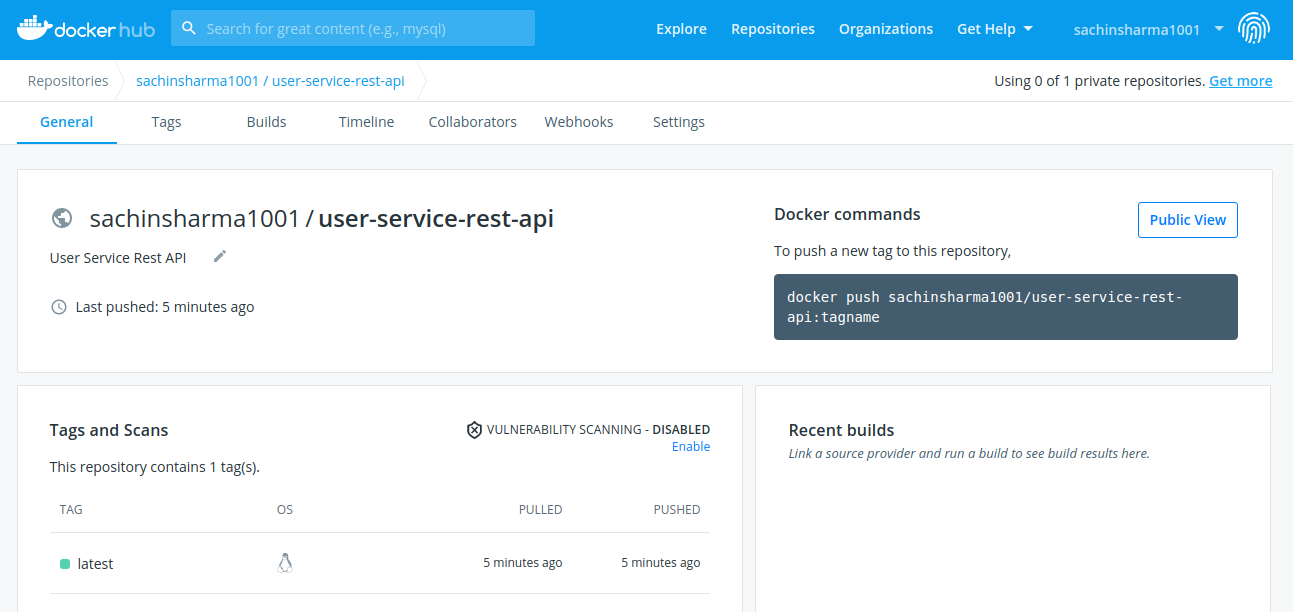 docker hub
Search for great content (e.g., mysql)
Explore
Repositories
Organizations
Get Help
sachinsharma1001
Repositories
sachinsharma1001 / user-service-rest-api
Using 0 of 1 private repositories. Get more
General
Tags
Builds
Timeline
Collaborators
Webhooks
Settings
sachinsharma1001 / user-service-rest-api
User Service Rest API
Last pushed: 5 minutes ago
Docker commands
Public View
To push a new tag to this repository,
docker push sachinsharma1001/user-service-rest-
api:tagname
Tags and Scans
VULNERABILITY SCANNING - DISABLED
Enable
This repository contains 1 tag(s).
TAG
OS
PULLED
PUSHED
latest
5 minutes ago
5 minutes ago
Recent builds
Link a source provider and run a build to see build results here.